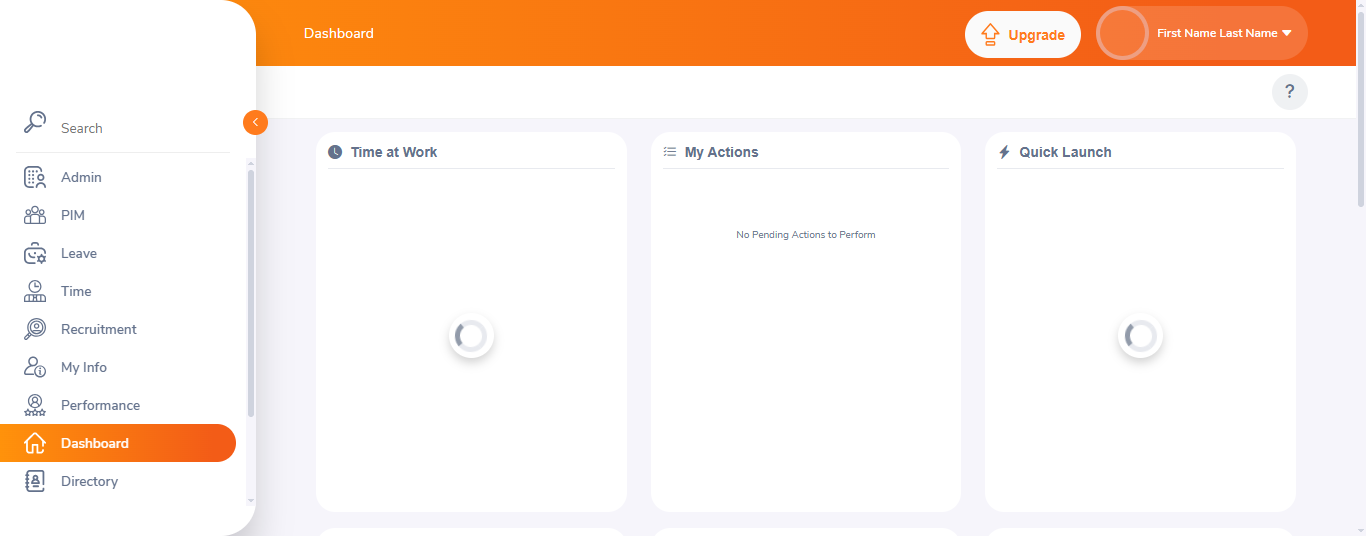 Dashboard
Upgrade
First Name Last Name
?
Search
Admin
PIM
Leave
Time
Recruitment
My Info
Performance
Dashboard
Directory
Time at Work
My Actions
No Pending Actions to Perform
Quick Launch